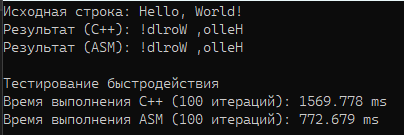 Исходная строка: Hello, World!
Результат (C++): !dlroW ,olleH
Результат (ASM): !dlroW ,olleH
Тестирование быстродействия
Время выполнения C++ (100 итераций): 1569.778 ms
Время выполнения ASM (100 итераций): 772.679 ms